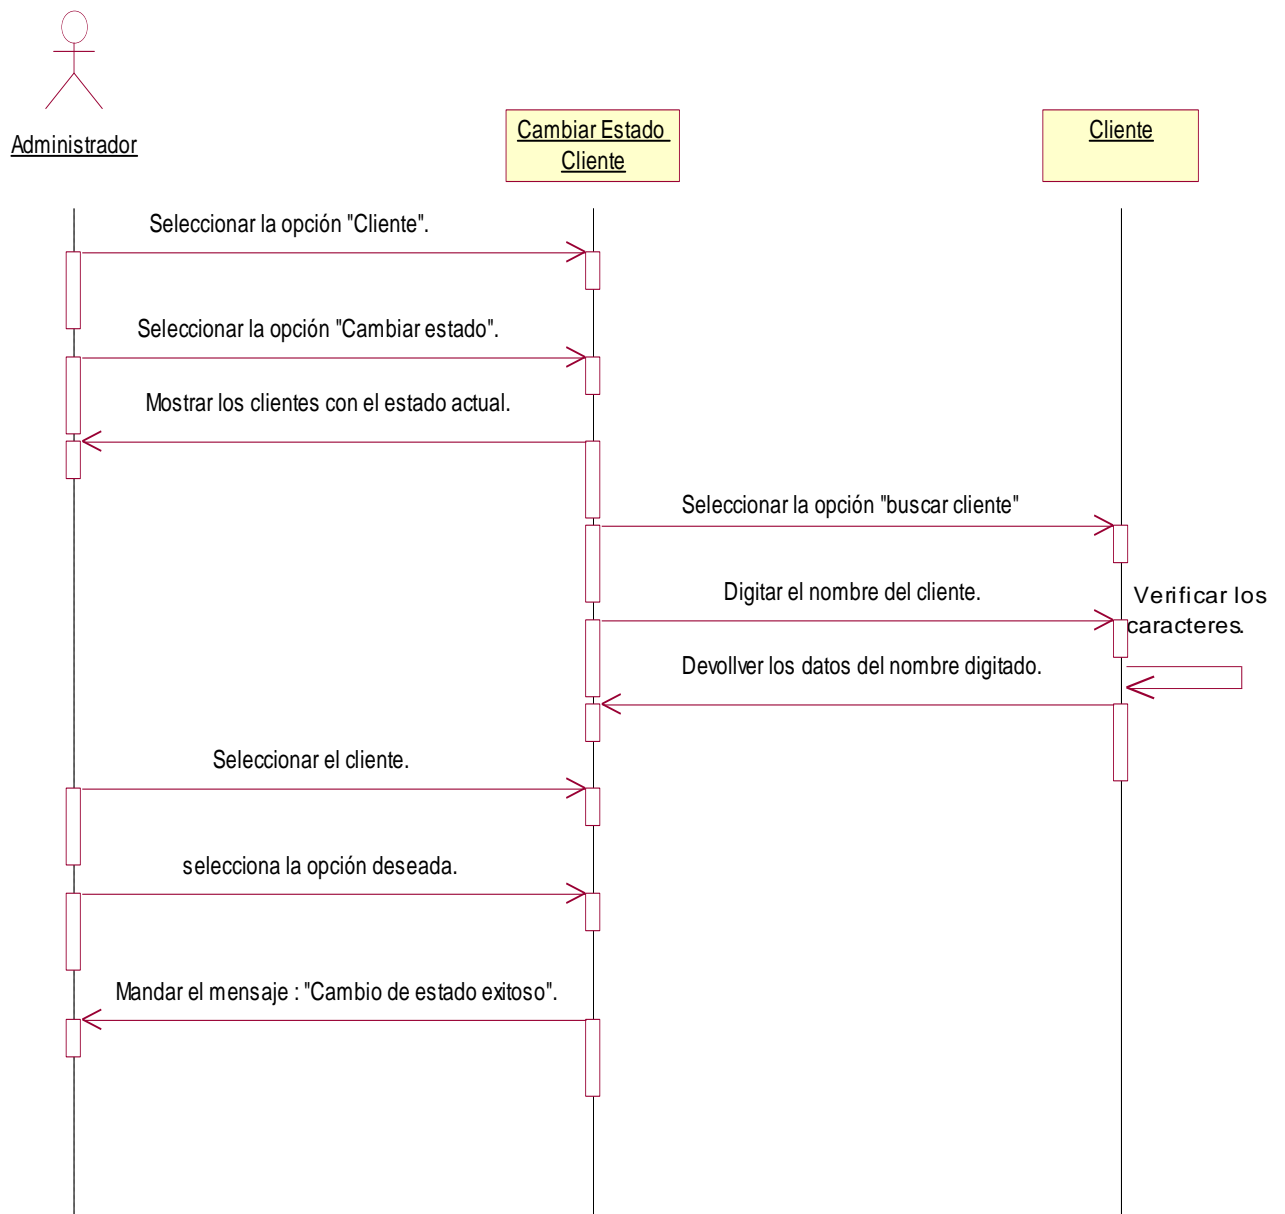 Administrador
Cambiar Estado
Cliente
Cliente
Seleccionar la opción "Cliente".
Seleccionar la opción "Cambiar estado".
Mostrar los clientes con el estado actual.
Seleccionar la opción "buscar cliente"
Digitar el nombre del cliente.
Verificar los
caracteres.
Devollver los datos del nombre digitado.
Seleccionar el cliente.
selecciona la opción deseada.
Mandar el mensaje : "Cambio de estado exitoso".